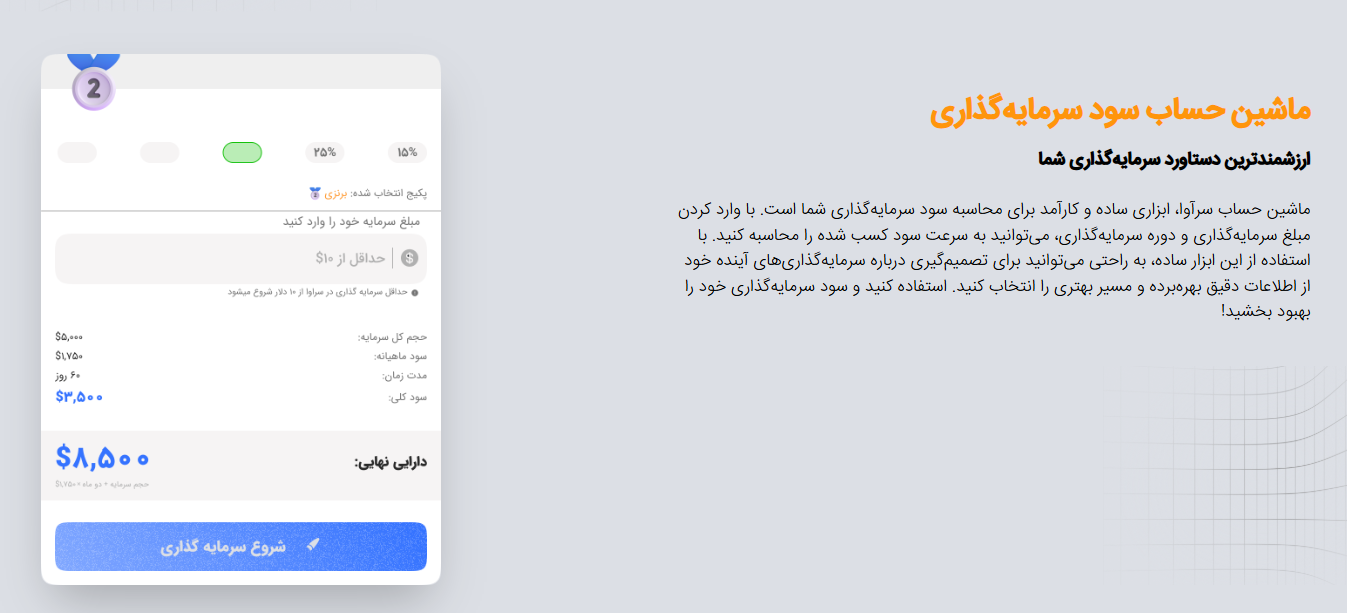 ماشین حساب سود سرمایه‌گذاری
ارزشمندترین دستاورد سرمایه‌گذاری شما
ماشین حساب سرآوا، ابزاری ساده و کارآمد برای محاسبه سود سرمایه‌گذاری شما است. با وارد کردن
مبلغ سرمایه‌گذاری و دوره سرمایه‌گذاری، می‌توانید به سرعت سود کسب شده را محاسبه کنید. با
استفاده از این ابزار ساده، به راحتی می‌توانید برای تصمیم‌گیری درباره سرمایه‌گذاری‌های آینده خود
از اطلاعات دقیق بهره‌برده و مسیر بهتری را انتخاب کنید. استفاده کنید و سود سرمایه‌گذاری خود را
بهبود بخشید!
2
۱۵% ۲۵%
پکیج انتخاب شده: برنزی
مبلغ سرمایه خود را وارد کنید
$ حداقل از ۱۰$
حداقل سرمایه گذاری در سراوا از ۱۰ دلار شروع میشود
حجم کل سرمایه: $۵,۰۰۰
سود ماهیانه: $۱,۷۵۰
مدت زمان: ۶۰ روز
سود کلی: $۳,۵۰۰
دارایی نهایی: $۸,۵۰۰
حجم سرمایه + دو ماه * $۱,۷۵۰
شروع سرمایه گذاری